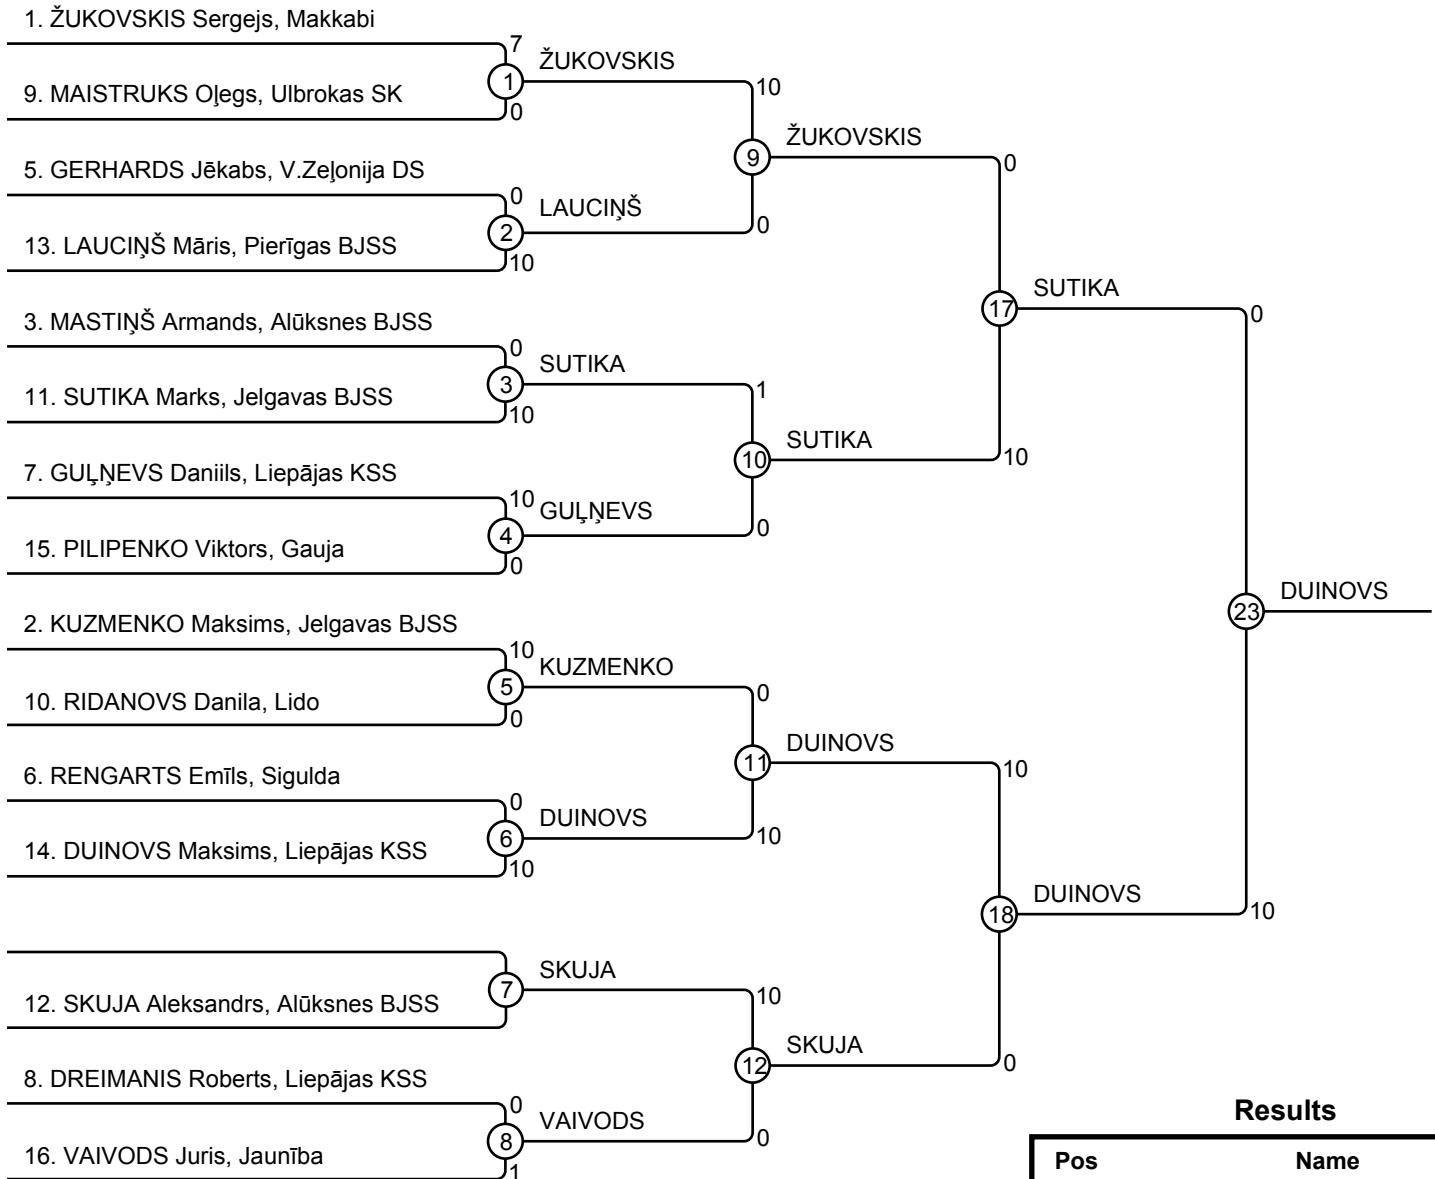 1. ŽUKOVSKIS Sergejs, Makkabi
7
ŽUKOVSKIS
1
10
9. MAISTRUKS Oļegs, Ulbrokas SK
0
ŽUKOVSKIS
9
0
5. GERHARDS Jēkabs, V.Zeļonija DS
0
LAUCIŅŠ
2
0
13. LAUCIŅŠ Māris, Pierīgas BJSS
10
SUTIKA
17
0
3. MASTIŅŠ Armands, Alūksnes BJSS
0
SUTIKA
3
1
11. SUTIKA Marks, Jelgavas BJSS
10
SUTIKA
10
10
7. GUĻŅEVS Daniils, Liepājas KSS
10
GUĻŅEVS
4
0
15. PILIPENKO Viktors, Gauja
0
DUINOVS
23
2. KUZMENKO Maksims, Jelgavas BJSS
10
KUZMENKO
5
0
10. RIDANOVS Danila, Lido
0
DUINOVS
11
10
6. RENGARTS Emīls, Sigulda
0
DUINOVS
6
10
14. DUINOVS Maksims, Liepājas KSS
10
DUINOVS
18
10
SKUJA
7
10
12. SKUJA Aleksandrs, Alūksnes BJSS
SKUJA
12
0
8. DREIMANIS Roberts, Liepājas KSS
0
VAIVODS
8
0
16. VAIVODS Juris, Jaunība
1
Results
Pos Name